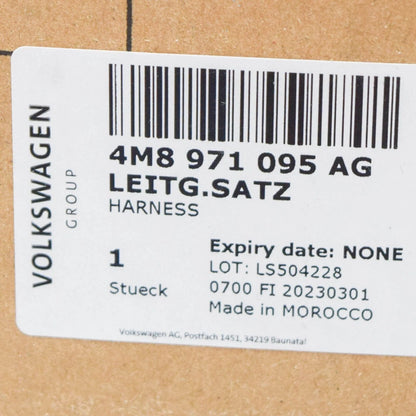 VOLKSWAGEN
GROUP
4M8 971 095 AG
LEITG.SATZ
HARNESS
1
Stueck
Expiry date: NONE
LOT: LS504228
0700 FI 20230301
Made in MOROCCO
Volkswagen AG, Postfach 1451, 34219 Baunatal